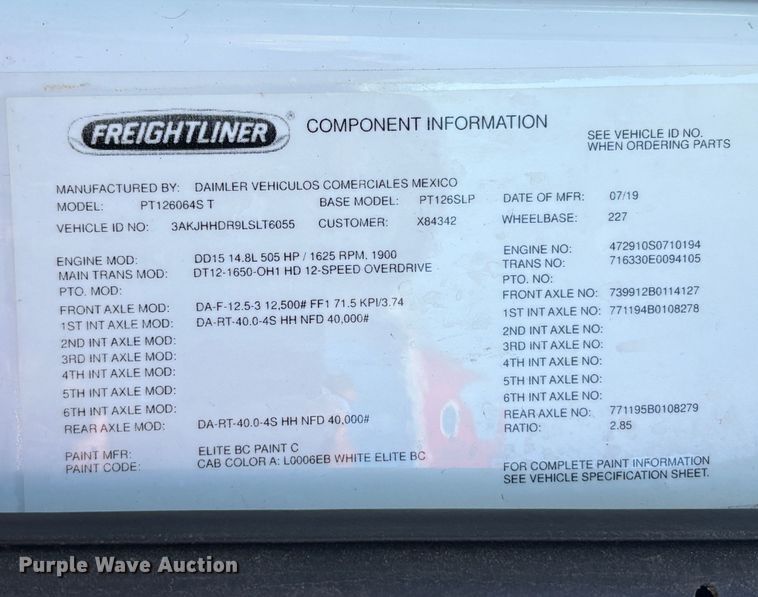 FREIGHTLINER® COMPONENT INFORMATION
SEE VEHICLE ID NO.
WHEN ORDERING PARTS
MANUFACTURED BY: DAIMLER VEHICULOS COMERCIALES MEXICO
MODEL: PT126064S T BASE MODEL: PT126SLP DATE OF MFR: 07/19
VEHICLE ID NO: 3AKJHHDR9LSLT6055 CUSTOMER: X84342 WHEELBASE: 227
ENGINE MOD: DD15 14.8L 505 HP / 1625 RPM, 1900 ENGINE NO: 472910S0710194
MAIN TRANS MOD: DT12-1650-OH1 HD 12-SPEED OVERDRIVE TRANS NO: 716330E0094105
PTO. MOD: PTO. NO:
FRONT AXLE MOD: DA-F-12.5-3 12,500# FF1 71.5 KPI/3.74 FRONT AXLE NO: 739912B0114127
1ST INT AXLE MOD: DA-RT-40.0-4S HH NFD 40,000# 1ST INT AXLE NO: 771194B0108278
2ND INT AXLE MOD: 2ND INT AXLE NO:
3RD INT AXLE MOD: 3RD INT AXLE NO:
4TH INT AXLE MOD: 4TH INT AXLE NO:
5TH INT AXLE MOD: 5TH INT AXLE NO:
6TH INT AXLE MOD: 6TH INT AXLE NO:
REAR AXLE MOD: DA-RT-40.0-4S HH NFD 40,000# REAR AXLE NO: 771195B0108279
RATIO: 2.85
PAINT MFR: ELITE BC PAINT C
PAINT CODE: CAB COLOR A: L0006EB WHITE ELITE BC
FOR COMPLETE PAINT INFORMATION
SEE VEHICLE SPECIFICATION SHEET.
Purple Wave Auction